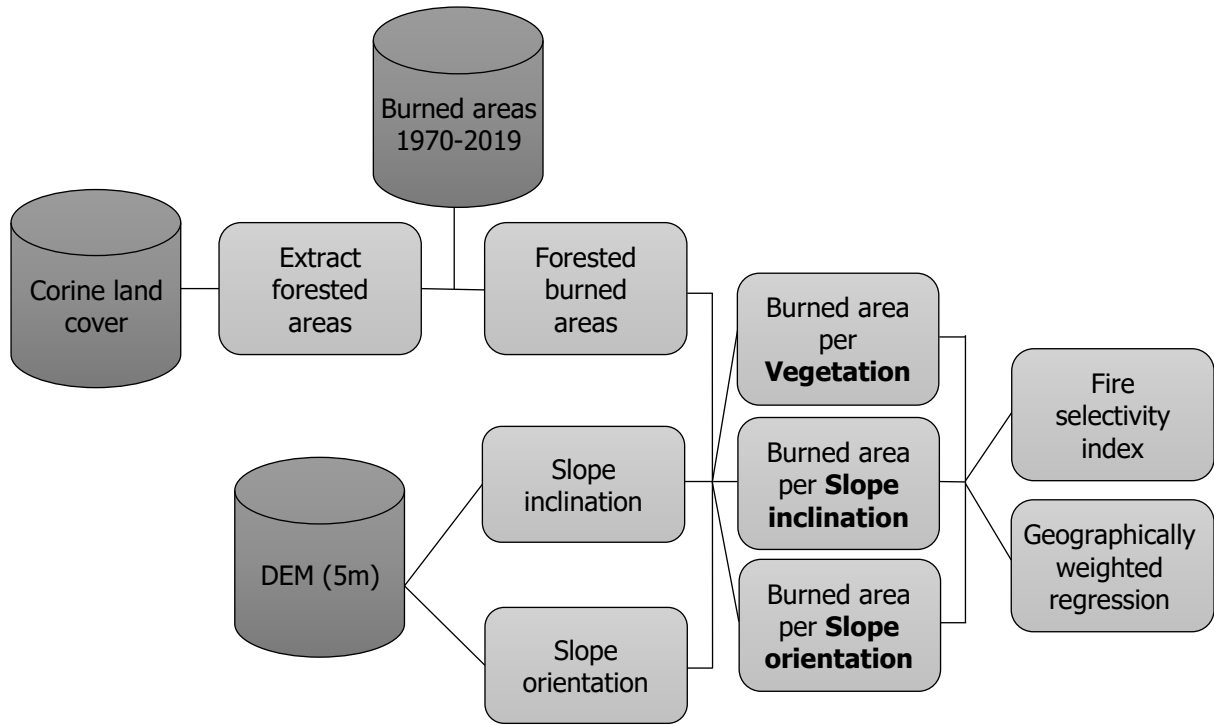 Burned areas
1970-2019
Corine land
cover
Extract
forested
areas
Forested
burned
areas
DEM (5m)
Slope
inclination
Slope
orientation
Burned area
per
Vegetation
Burned area
per Slope
inclination
Burned area
per Slope
orientation
Fire
selectivity
index
Geographically
weighted
regression